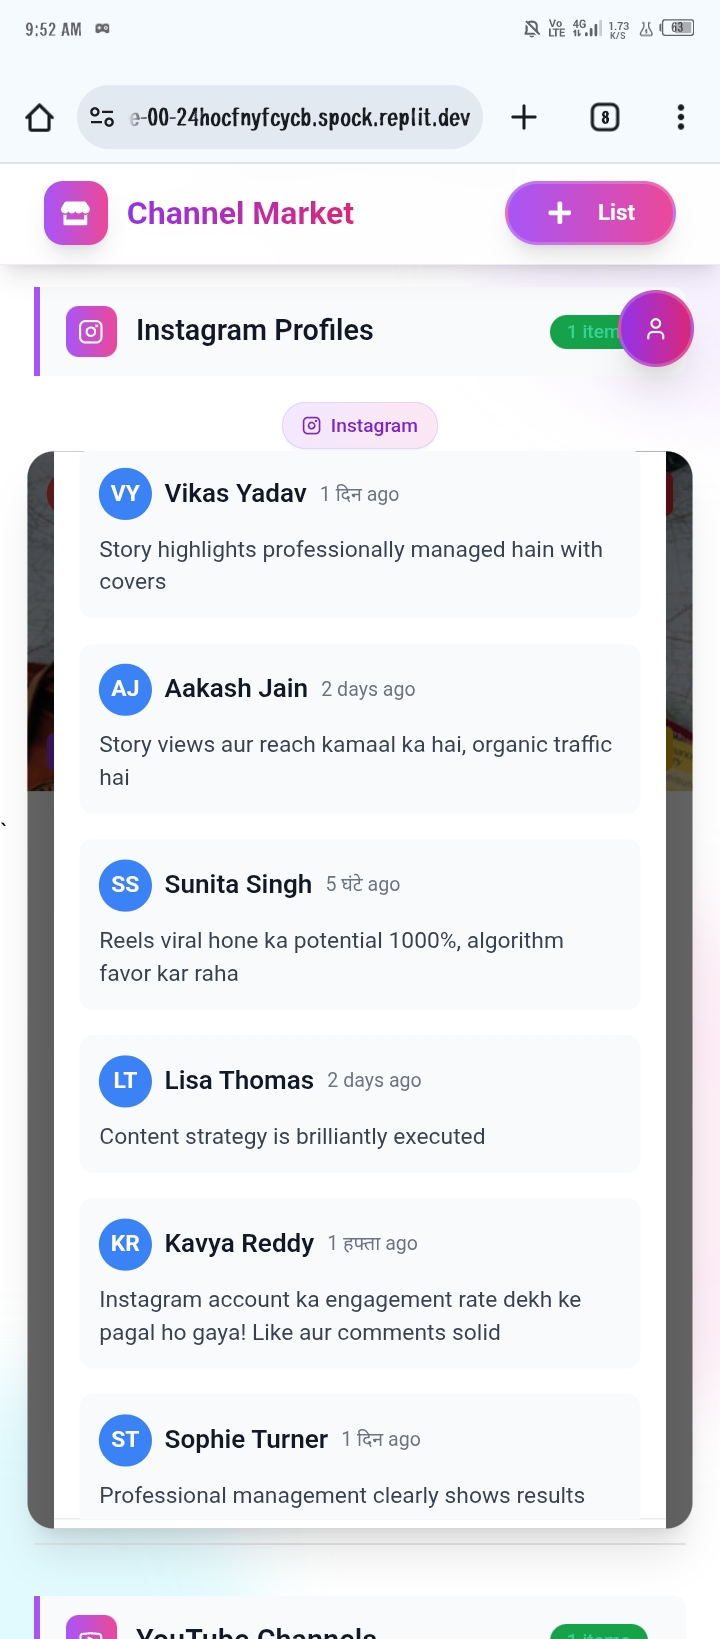 9:52 AM
Vo LTE 4G 1.73 K/S 63
e-00-24hocfnyfcycb.spock.replit.dev
8
Channel Market
List
Instagram Profiles
1 item
Instagram
VY Vikas Yadav 1 दिन ago
Story highlights professionally managed hain with
covers
AJ Aakash Jain 2 days ago
Story views aur reach kamaal ka hai, organic traffic
hai
`
SS Sunita Singh 5 घंटे ago
Reels viral hone ka potential 1000%, algorithm
favor kar raha
LT Lisa Thomas 2 days ago
Content strategy is brilliantly executed
KR Kavya Reddy 1 हफ्ता ago
Instagram account ka engagement rate dekh ke
pagal ho gaya! Like aur comments solid
ST Sophie Turner 1 दिन ago
Professional management clearly shows results
YouTube Channels
1 items